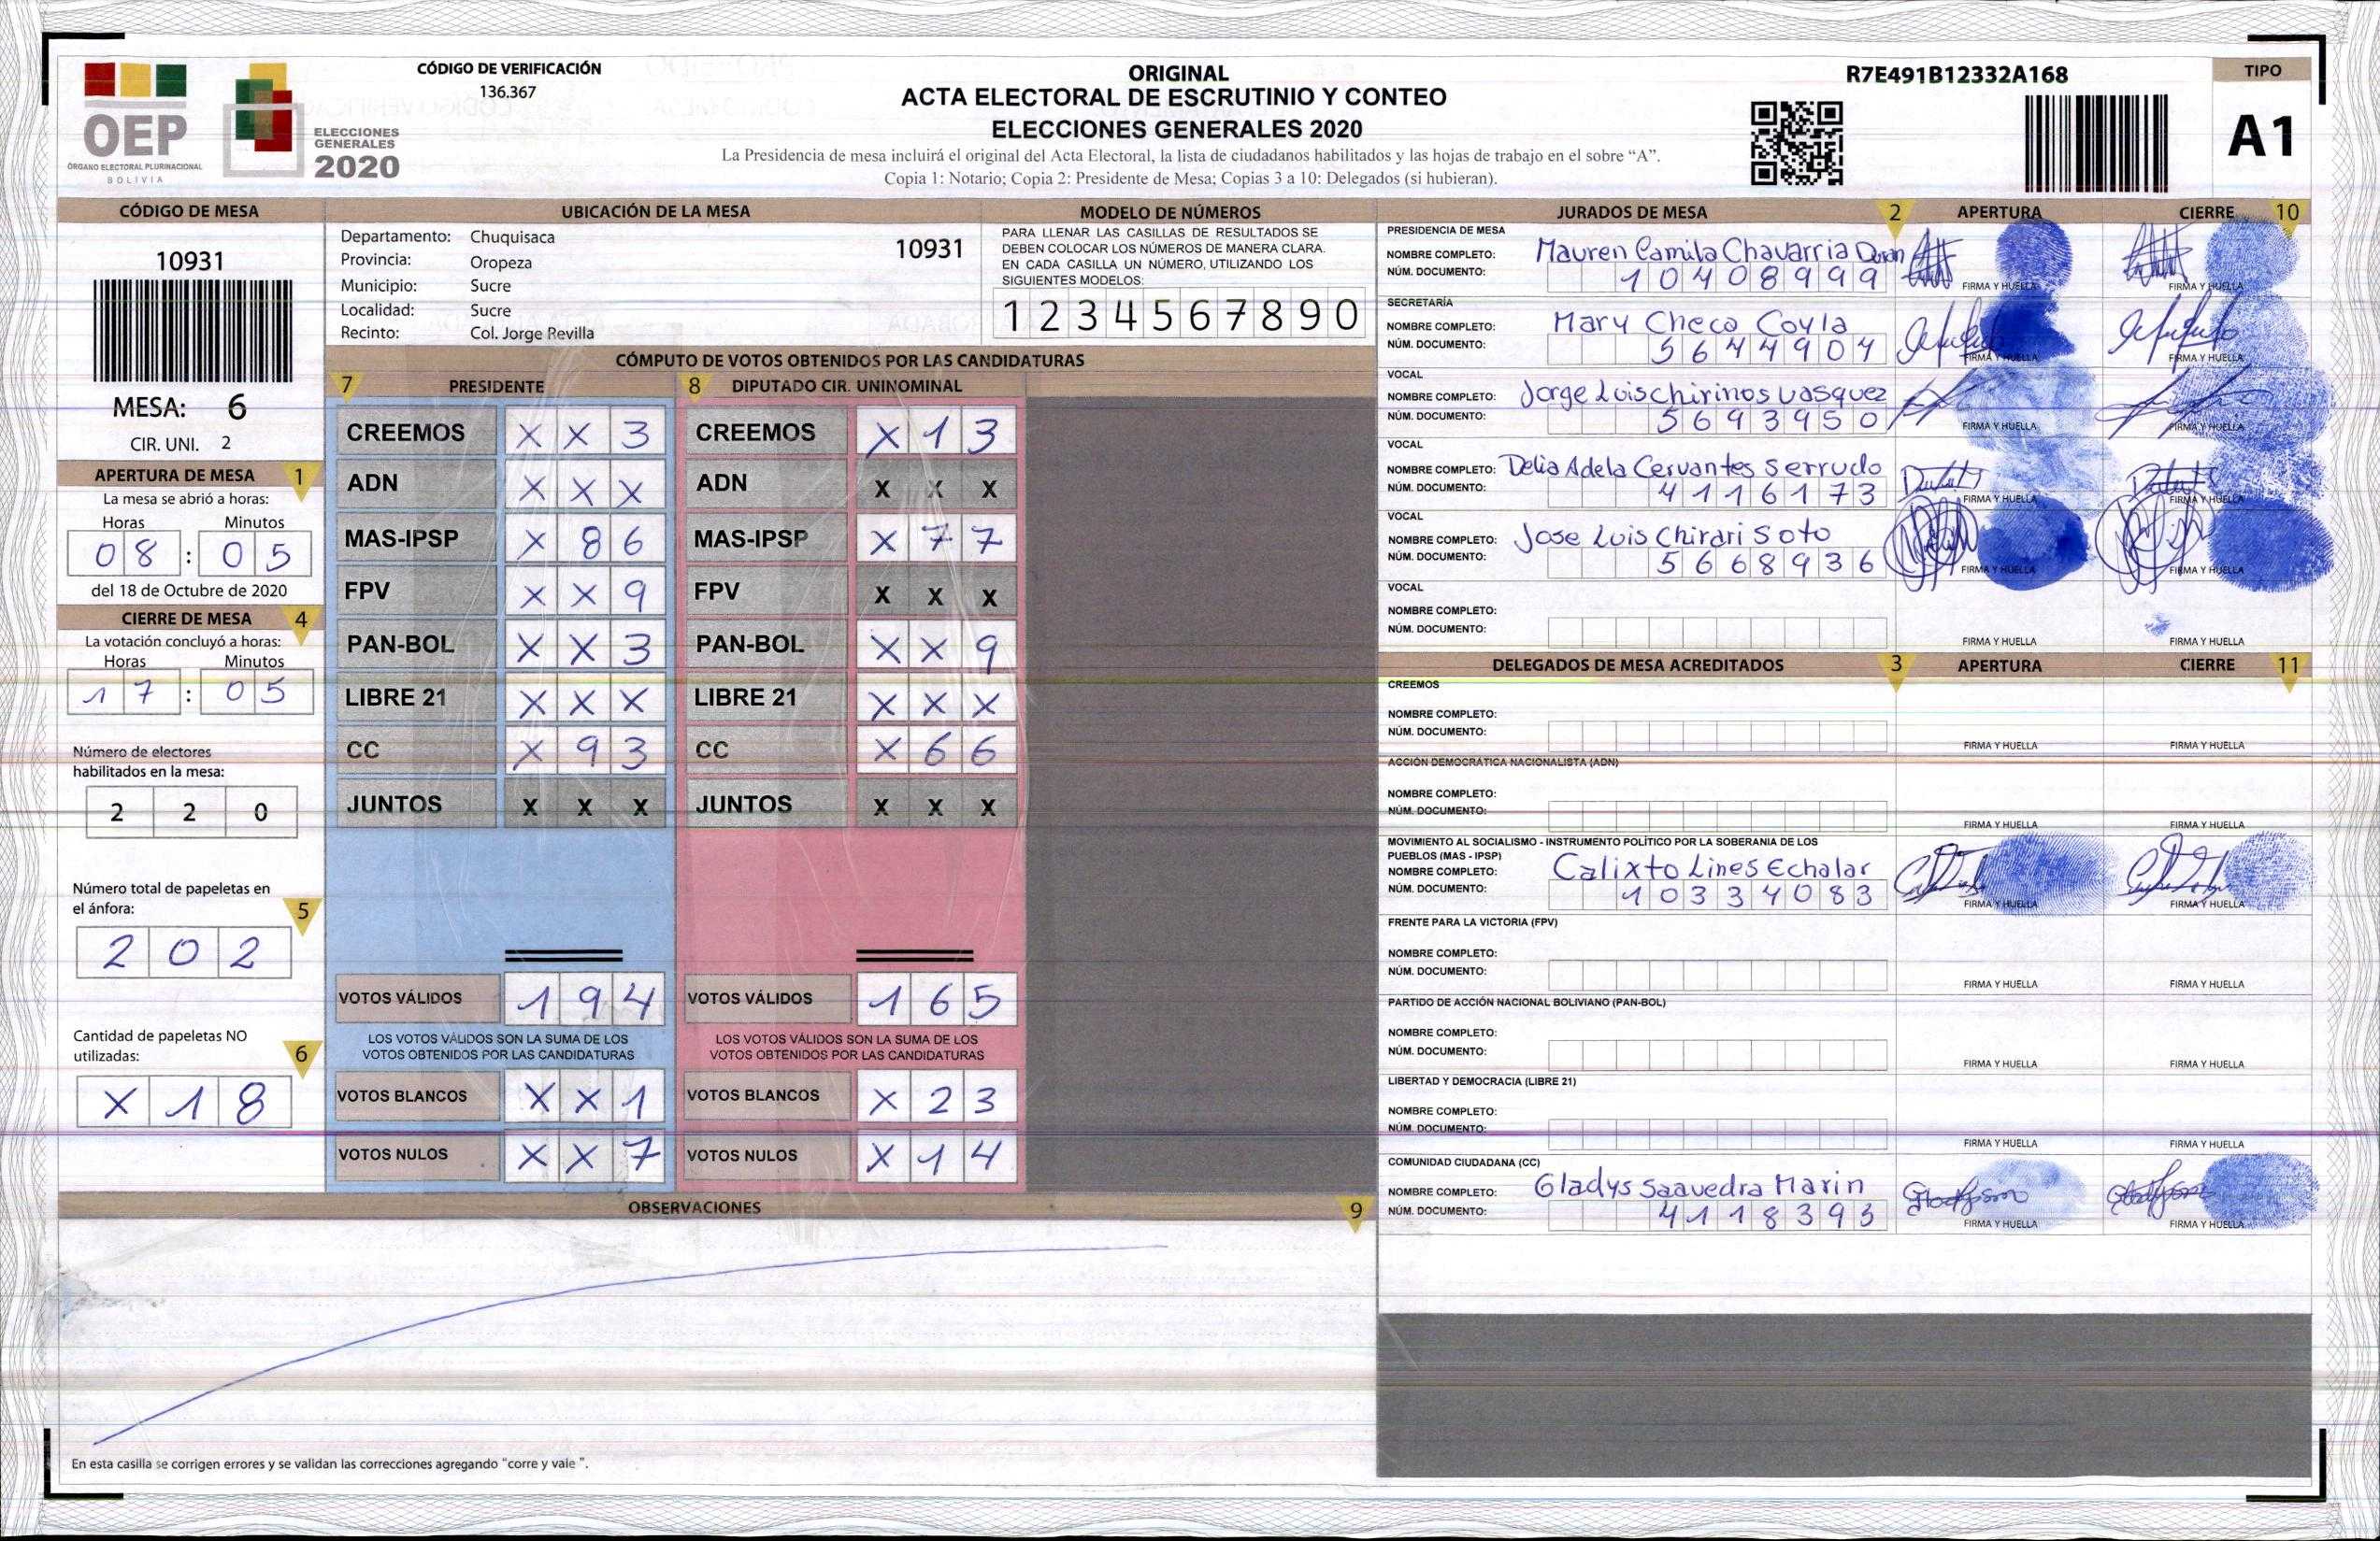 OEP
ÓRGANO ELECTORAL PLURINACIONAL
BOLIVIA
ELECCIONES
GENERALES
2020
CÓDIGO DE VERIFICACIÓN
136.367
ORIGINAL
ACTA ELECTORAL DE ESCRUTINIO Y CONTEO
ELECCIONES GENERALES 2020
La Presidencia de mesa incluirá el original del Acta Electoral, la lista de ciudadanos habilitados y las hojas de trabajo en el sobre “A”.
Copia 1: Notario; Copia 2: Presidente de Mesa; Copias 3 a 10: Delegados (si hubieran).
R7E491B12332A168
TIPO
A1
CÓDIGO DE MESA
10931
MESA: 6
CIR. UNI. 2
APERTURA DE MESA 1
La mesa se abrió a horas:
Horas Minutos
08 : 05
del 18 de Octubre de 2020
CIERRE DE MESA 4
La votación concluyó a horas:
Horas Minutos
17 : 05
Número de electores
habilitados en la mesa:
2 2 0
Número total de papeletas en
el ánfora: 5
2 0 2
Cantidad de papeletas NO
utilizadas: 6
X 1 8
UBICACIÓN DE LA MESA
Departamento: Chuquisaca 10931
Provincia: Oropeza
Municipio: Sucre
Localidad: Sucre
Recinto: Col. Jorge Revilla
MODELO DE NÚMEROS
PARA LLENAR LAS CASILLAS DE RESULTADOS SE
DEBEN COLOCAR LOS NÚMEROS DE MANERA CLARA.
EN CADA CASILLA UN NÚMERO, UTILIZANDO LOS
SIGUIENTES MODELOS:
1 2 3 4 5 6 7 8 9 0
CÓMPUTO DE VOTOS OBTENIDOS POR LAS CANDIDATURAS
7 PRESIDENTE 8 DIPUTADO CIR. UNINOMINAL
CREEMOS X X 3 CREEMOS X 1 3
ADN X X X ADN X X X
MAS-IPSP X 8 6 MAS-IPSP X 7 7
FPV X X 9 FPV X X X
PAN-BOL X X 3 PAN-BOL X X 9
LIBRE 21 X X X LIBRE 21 X X X
CC X 9 3 CC X 6 6
JUNTOS X X X JUNTOS X X X
VOTOS VÁLIDOS 1 9 4 VOTOS VÁLIDOS 1 6 5
LOS VOTOS VÁLIDOS SON LA SUMA DE LOS LOS VOTOS VÁLIDOS SON LA SUMA DE LOS
VOTOS OBTENIDOS POR LAS CANDIDATURAS VOTOS OBTENIDOS POR LAS CANDIDATURAS
VOTOS BLANCOS X X 1 VOTOS BLANCOS X 2 3
VOTOS NULOS X X 7 VOTOS NULOS X 1 4
OBSERVACIONES 9
En esta casilla se corrigen errores y se validan las correcciones agregando “corre y vale ”.
JURADOS DE MESA 2 APERTURA CIERRE 10
PRESIDENCIA DE MESA
NOMBRE COMPLETO: Mauren Camila Chavarria Duran
NÚM. DOCUMENTO: 10408999 FIRMA Y HUELLA FIRMA Y HUELLA
SECRETARÍA
NOMBRE COMPLETO: Mary Checa Coyla
NÚM. DOCUMENTO: 5644904 FIRMA Y HUELLA FIRMA Y HUELLA
VOCAL
NOMBRE COMPLETO: Jorge Luis chirinos vasquez
NÚM. DOCUMENTO: 5693950 FIRMA Y HUELLA FIRMA Y HUELLA
VOCAL
NOMBRE COMPLETO: Delia Adela Cervantes Serrudo
NÚM. DOCUMENTO: 4116173 FIRMA Y HUELLA FIRMA Y HUELLA
VOCAL
NOMBRE COMPLETO: Jose Luis Chirari Soto
NÚM. DOCUMENTO: 5668936 FIRMA Y HUELLA FIRMA Y HUELLA
VOCAL
NOMBRE COMPLETO:
NÚM. DOCUMENTO: FIRMA Y HUELLA FIRMA Y HUELLA
DELEGADOS DE MESA ACREDITADOS 3 APERTURA CIERRE 11
CREEMOS
NOMBRE COMPLETO:
NÚM. DOCUMENTO: FIRMA Y HUELLA FIRMA Y HUELLA
ACCIÓN DEMOCRÁTICA NACIONALISTA (ADN)
NOMBRE COMPLETO:
NÚM. DOCUMENTO: FIRMA Y HUELLA FIRMA Y HUELLA
MOVIMIENTO AL SOCIALISMO - INSTRUMENTO POLÍTICO POR LA SOBERANIA DE LOS
PUEBLOS (MAS - IPSP)
NOMBRE COMPLETO: Calixto Lines Echalar
NÚM. DOCUMENTO: 10334083 FIRMA Y HUELLA FIRMA Y HUELLA
FRENTE PARA LA VICTORIA (FPV)
NOMBRE COMPLETO:
NÚM. DOCUMENTO: FIRMA Y HUELLA FIRMA Y HUELLA
PARTIDO DE ACCIÓN NACIONAL BOLIVIANO (PAN-BOL)
NOMBRE COMPLETO:
NÚM. DOCUMENTO: FIRMA Y HUELLA FIRMA Y HUELLA
LIBERTAD Y DEMOCRACIA (LIBRE 21)
NOMBRE COMPLETO:
NÚM. DOCUMENTO: FIRMA Y HUELLA FIRMA Y HUELLA
COMUNIDAD CIUDADANA (CC)
NOMBRE COMPLETO: Gladys Saavedra Marin
NÚM. DOCUMENTO: 4118393 FIRMA Y HUELLA FIRMA Y HUELLA